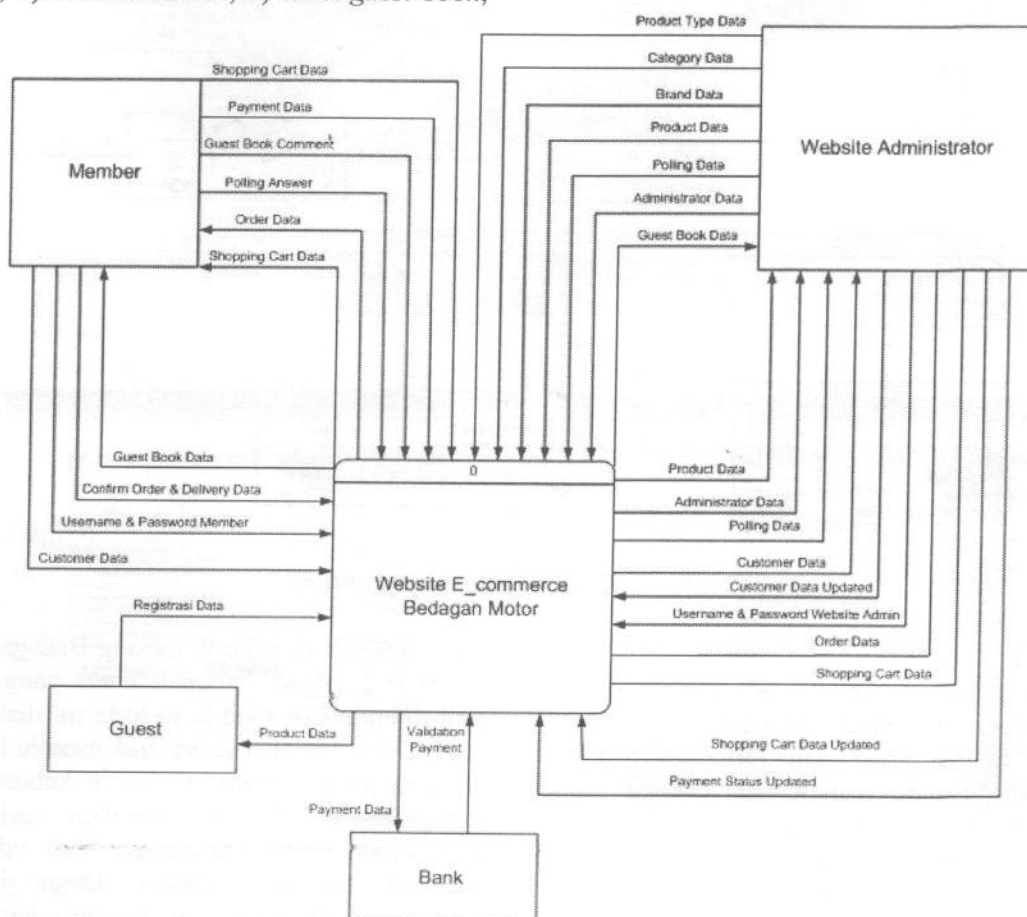 guest book,
Product Type Data
Shopping Cart Data
Category Data
Payment Data
Brand Data
Guest Book Comment
Product Data
Member
Website Administrator
Polling Data
Polling Answer
Administrator Data
Order Data
Guest Book Data
Shopping Cart Data
Guest Book Data
0
Product Data
Confirm Order & Delivery Data
Administrator Data
Username & Password Member
Polling Data
Customer Data
Customer Data
Website E_commerce
Bedagan Motor
Customer Data Updated
Registrasi Data
Username & Password Website Admin
Order Data
Shopping Cart Data
Guest
Product Data
Validation
Payment
Shopping Cart Data Updated
Payment Status Updated
Payment Data
Bank